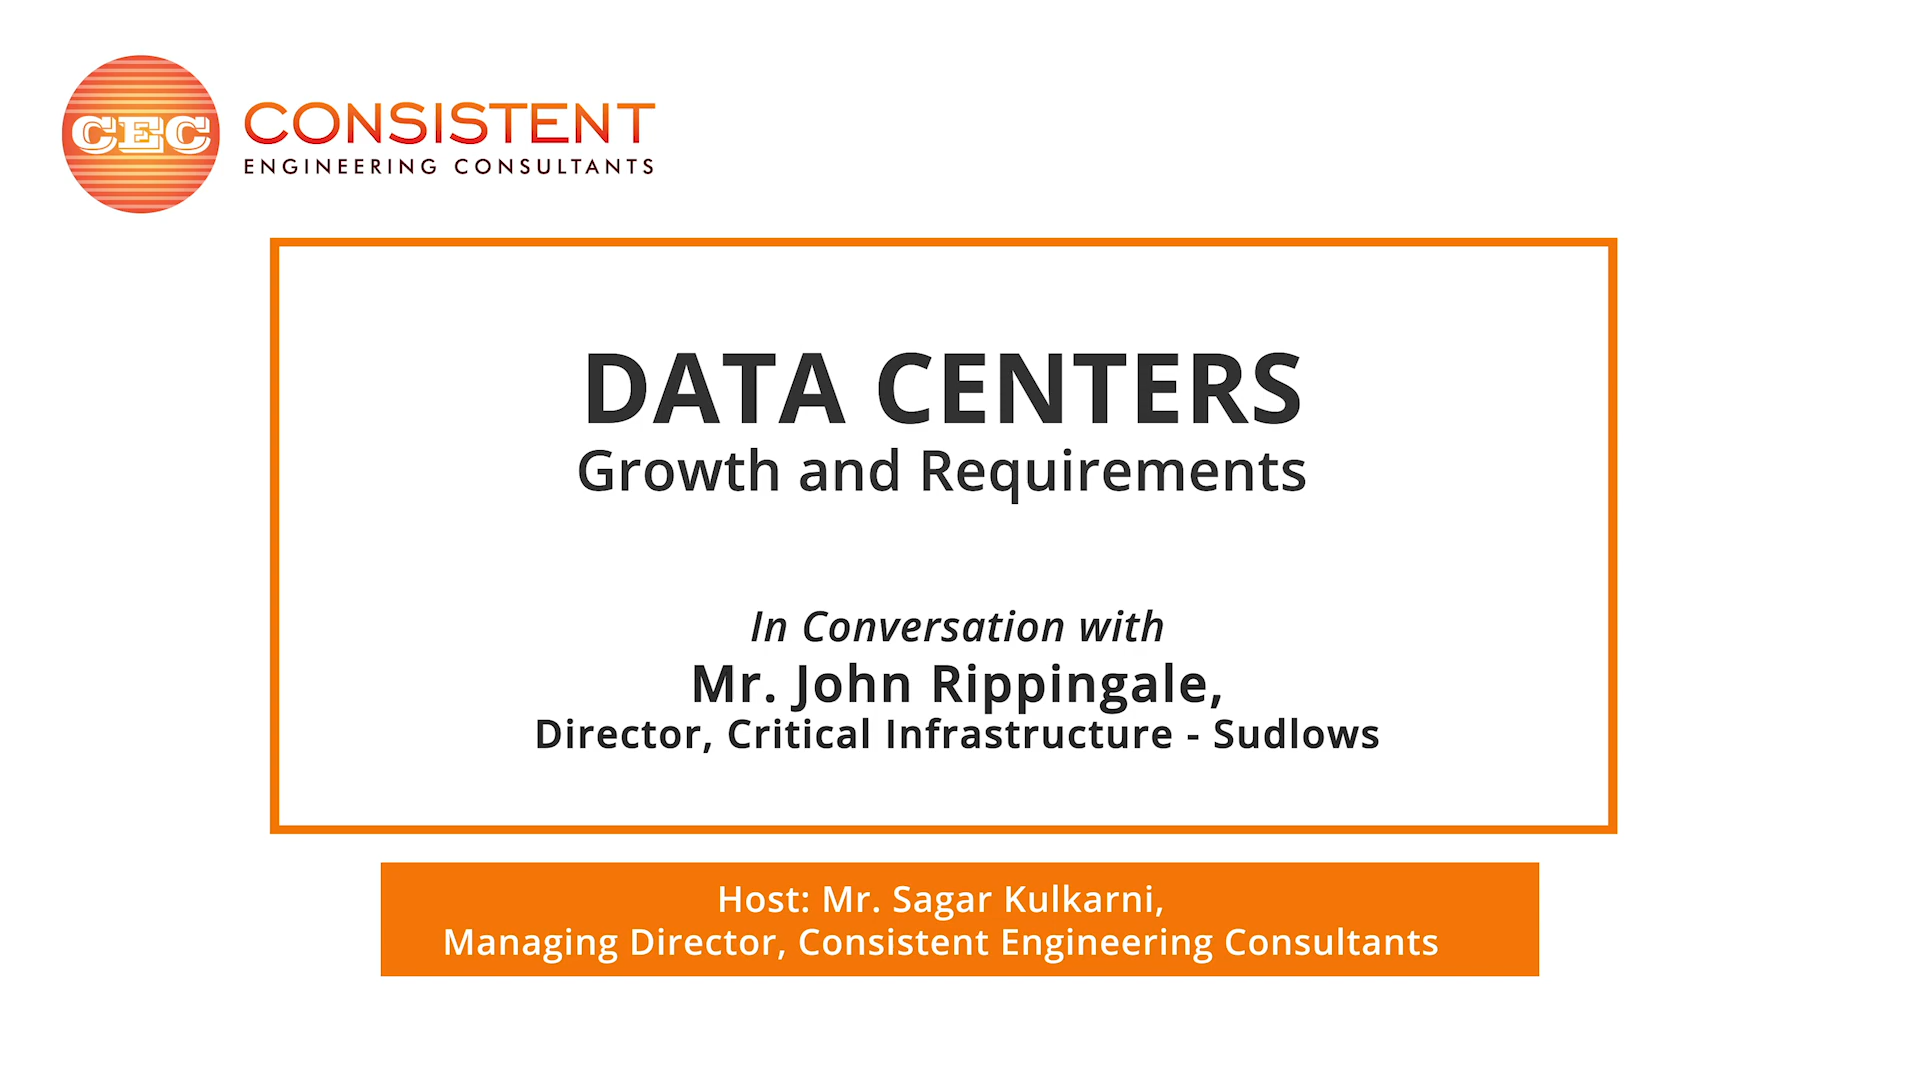 CEC
CONSISTENT
ENGINEERING CONSULTANTS
DATA CENTERS
Growth and Requirements
In Conversation with
Mr. John Rippingale,
Director, Critical Infrastructure - Sudlows
Host: Mr. Sagar Kulkarni,
Managing Director, Consistent Engineering Consultants